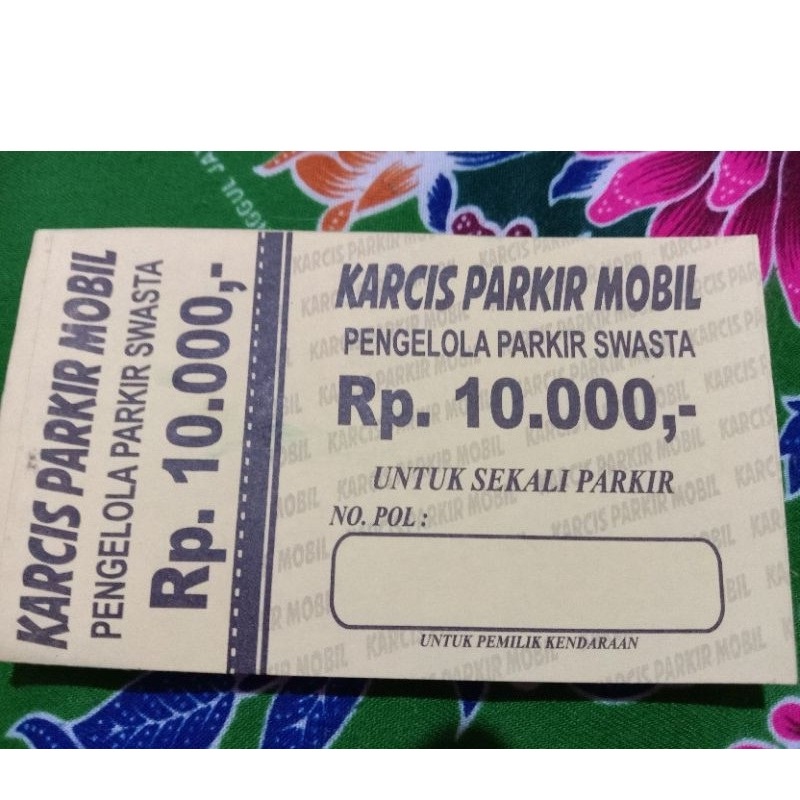 KARCIS PARKIR MOBIL
PENGELOLA PARKIR SWASTA
Rp. 10.000,-
KARCIS PARKIR MOBIL
PENGELOLA PARKIR SWASTA
Rp. 10.000,-
UNTUK SEKALI PARKIR
NO. POL :
UNTUK PEMILIK KENDARAAN